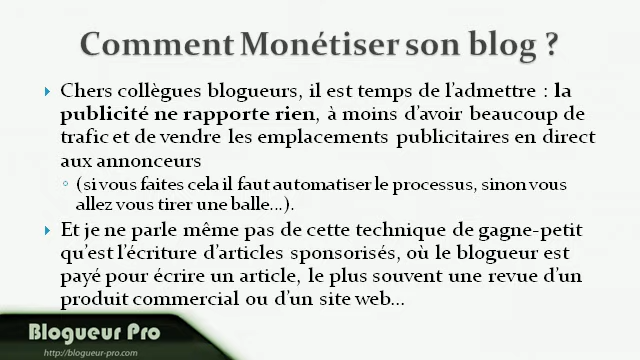 Comment Monétiser son blog ?
Chers collègues blogueurs, il est temps de l'admettre : la
publicité ne rapporte rien, à moins d'avoir beaucoup de
trafic et de vendre les emplacements publicitaires en direct
aux annonceurs
(si vous faites cela il faut automatiser le processus, sinon vous
allez vous tirer une balle...).
Et je ne parle même pas de cette technique de gagne-petit
qu'est l'écriture d'articles sponsorisés, où le blogueur est
payé pour écrire un article, le plus souvent une revue d'un
produit commercial ou d'un site web...
Blogueur Pro
http://blogueur-pro.com